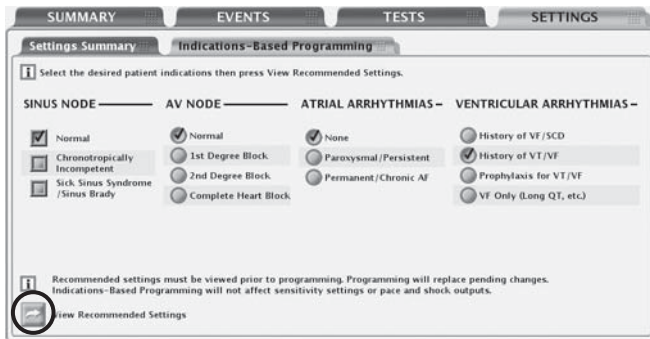 SUMMARY EVENTS TESTS SETTINGS
Settings Summary Indications-Based Programming
i Select the desired patient indications then press View Recommended Settings.
SINUS NODE
Normal
Chronotropically
Incompetent
Sick Sinus Syndrome
/Sinus Brady
AV NODE
Normal
1st Degree Block
2nd Degree Block
Complete Heart Block
ATRIAL ARRHYTHMIAS
None
Paroxysmal/Persistent
Permanent/Chronic AF
VENTRICULAR ARRHYTHMIAS
History of VF/SCD
History of VT/VF
Prophylaxis for VT/VF
VF Only (Long QT, etc.)
i Recommended settings must be viewed prior to programming. Programming will replace pending changes.
Indications-Based Programming will not affect sensitivity settings or pace and shock outputs.
View Recommended Settings